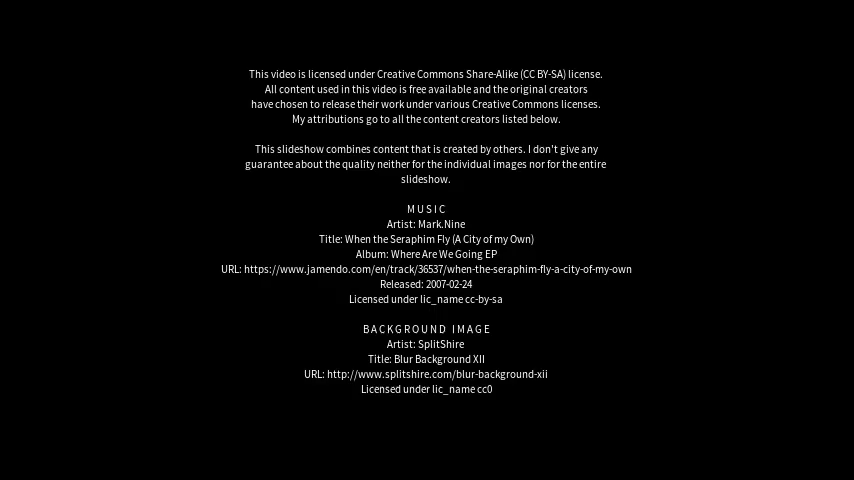 This video is licensed under Creative Commons Share-Alike (CC BY-SA) license.
All content used in this video is free available and the original creators
have chosen to release their work under various Creative Commons licenses.
My attributions go to all the content creators listed below.
This slideshow combines content that is created by others. I don't give any
guarantee about the quality neither for the individual images nor for the entire
slideshow.
MUSIC
Artist: Mark.Nine
Title: When the Seraphim Fly (A City of my Own)
Album: Where Are We Going EP
URL: https://www.jamendo.com/en/track/36537/when-the-seraphim-fly-a-city-of-my-own
Released: 2007-02-24
Licensed under lic_name cc-by-sa
BACKGROUND IMAGE
Artist: SplitShire
Title: Blur Background XII
URL: http://www.splitshire.com/blur-background-xii
Licensed under lic_name cc0